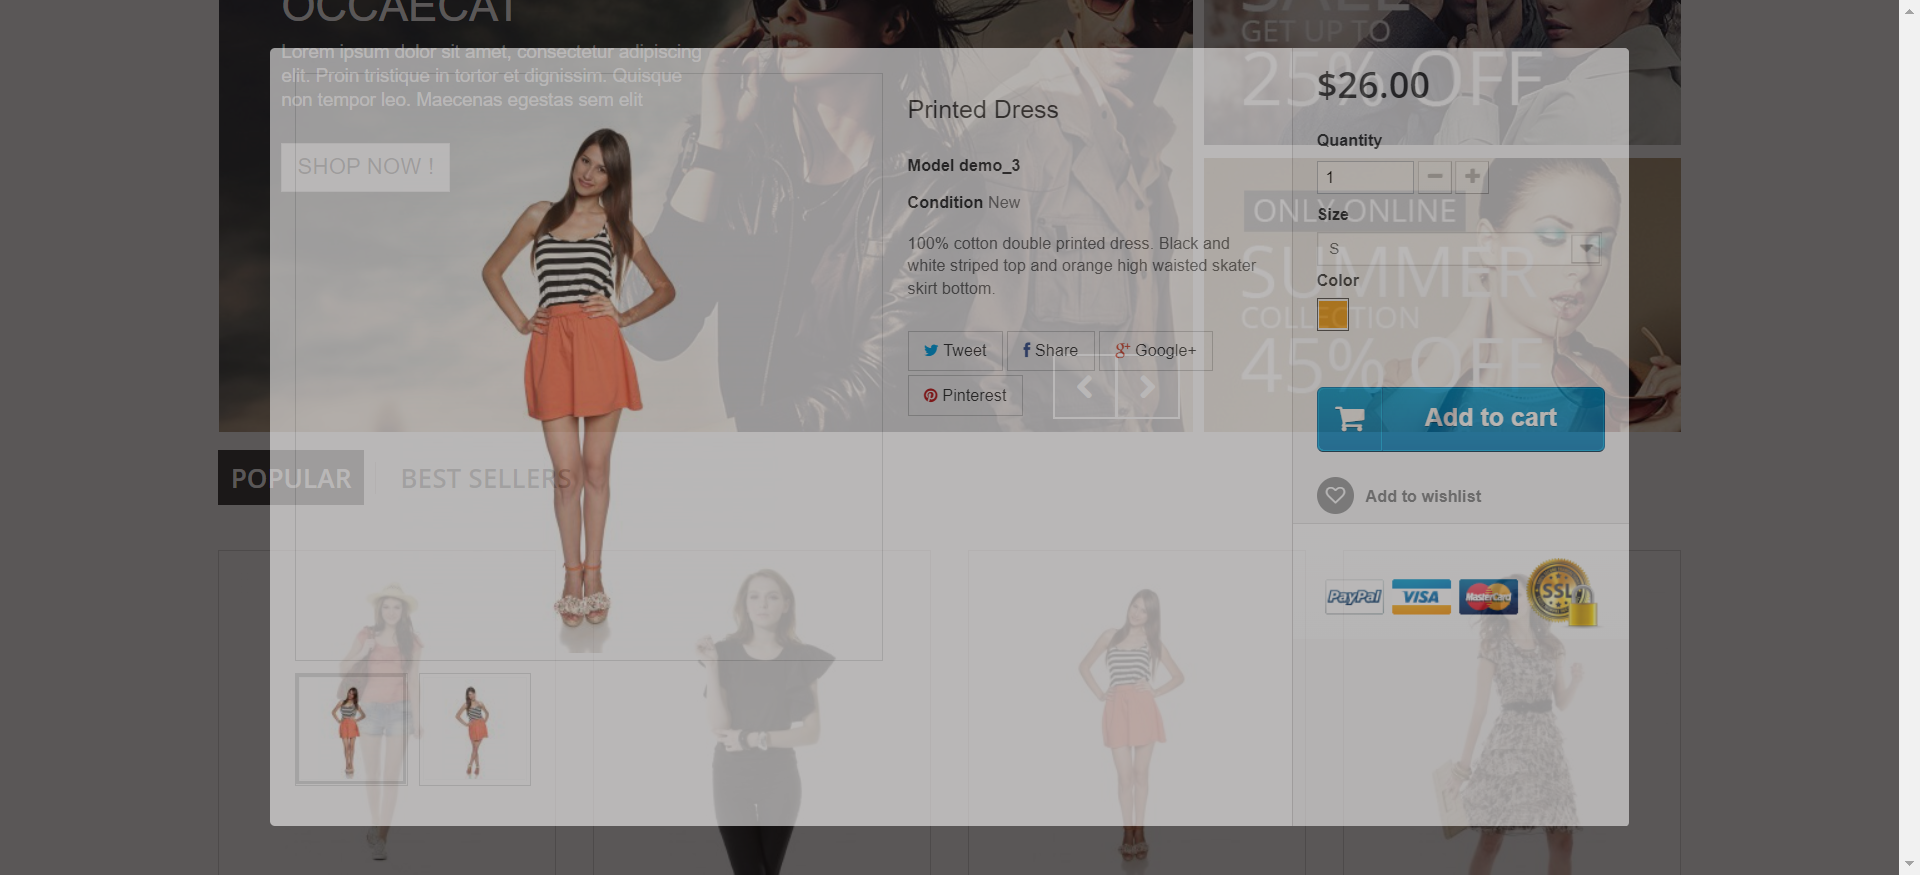 OCCAECAT
Lorem ipsum dolor sit amet, consectetur adipiscing
elit. Proin tristique in tortor et dignissim. Quisque
non tempor leo. Maecenas egestas sem elit
SHOP NOW !
SALE
GET UP TO
25% OFF
ONLY ONLINE
SUMMER
COLLECTION
45% OFF
POPULAR
BEST SELLERS
Printed Dress
Model demo_3
Condition New
100% cotton double printed dress. Black and
white striped top and orange high waisted skater
skirt bottom.
Tweet
Share
Google+
Pinterest
$26.00
Quantity
1
Size
S
Color
Add to cart
Add to wishlist
PayPal
VISA
MasterCard
SSL